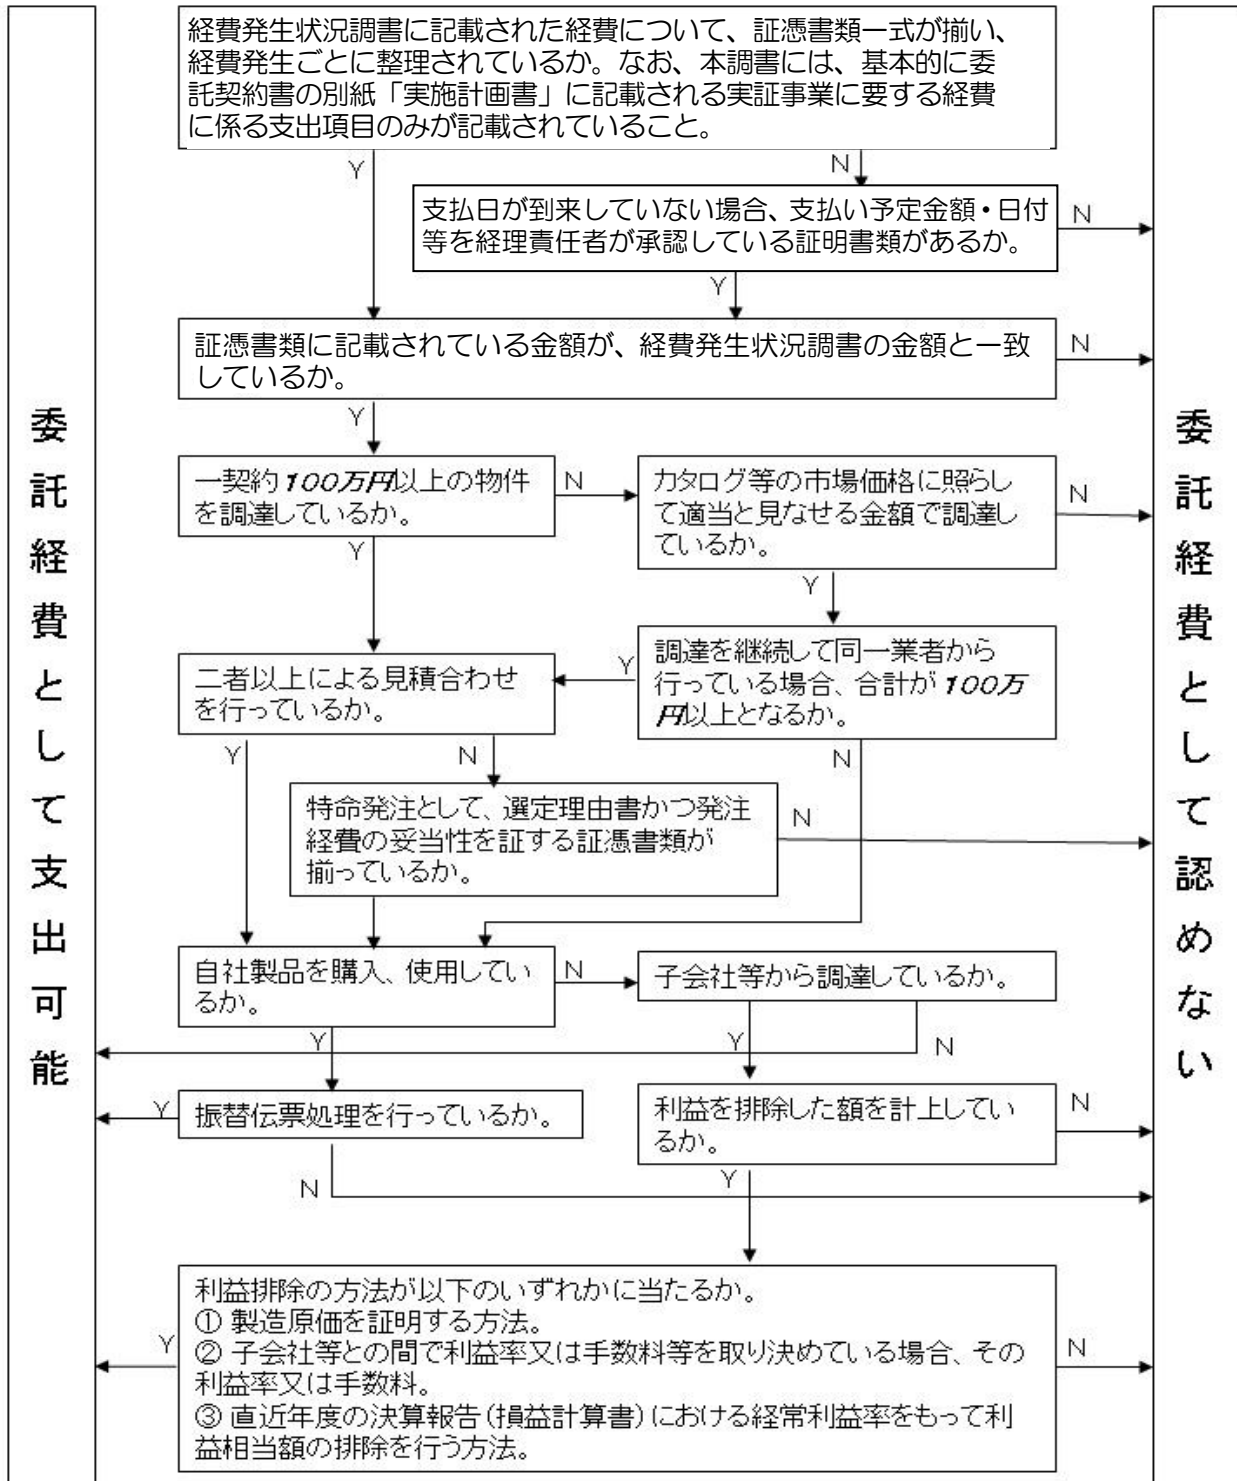 経費発生状況調書に記載された経費について、証憑書類一式が揃い、
経費発生ごとに整理されているか。なお、本調書には、基本的に委
託契約書の別紙「実施計画書」に記載される実証事業に要する経費
に係る支出項目のみが記載されていること。
Y
N
支払日が到来していない場合、支払い予定金額・日付
等を経理責任者が承認している証明書類があるか。
N
Y
証憑書類に記載されている金額が、経費発生状況調書の金額と一致
しているか。
N
Y
一契約100万円以上の物件
を調達しているか。
N
カタログ等の市場価格に照らし
て適当と見なせる金額で調達し
ているか。
N
Y
Y
二者以上による見積合わせ
を行っているか。
Y
調達を継続して同一業者から
行っている場合、合計が100万
円以上となるか。
Y
N
N
特命発注として、選定理由書かつ発注
経費の妥当性を証する証憑書類が
揃っているか。
N
自社製品を購入、使用してい
るか。
N
子会社等から調達しているか。
Y
Y
N
振替伝票処理を行っているか。
Y
利益を排除した額を計上してい
るか。
N
N
Y
利益排除の方法が以下のいずれかに当たるか。
① 製造原価を証明する方法。
② 子会社等との間で利益率又は手数料等を取り決めている場合、その
利益率又は手数料。
③ 直近年度の決算報告(損益計算書)における経常利益率をもって利
益相当額の排除を行う方法。
Y
N
委託経費として支出可能
委託経費として認めない